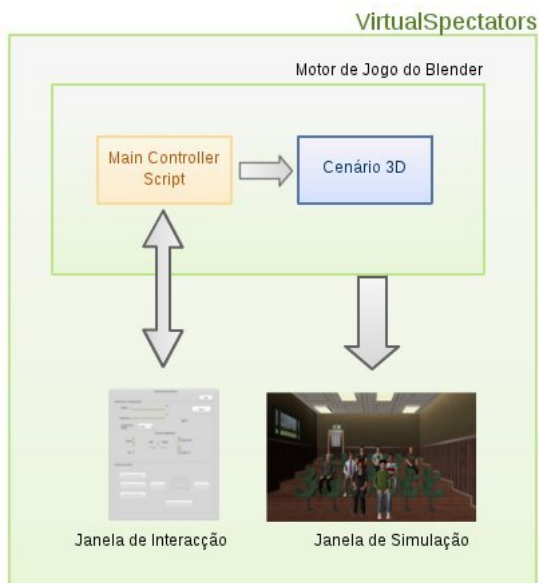 VirtualSpectators
Motor de Jogo do Blender
Main Controller
Script
Cenário 3D
Janela de Interacção
Janela de Simulação